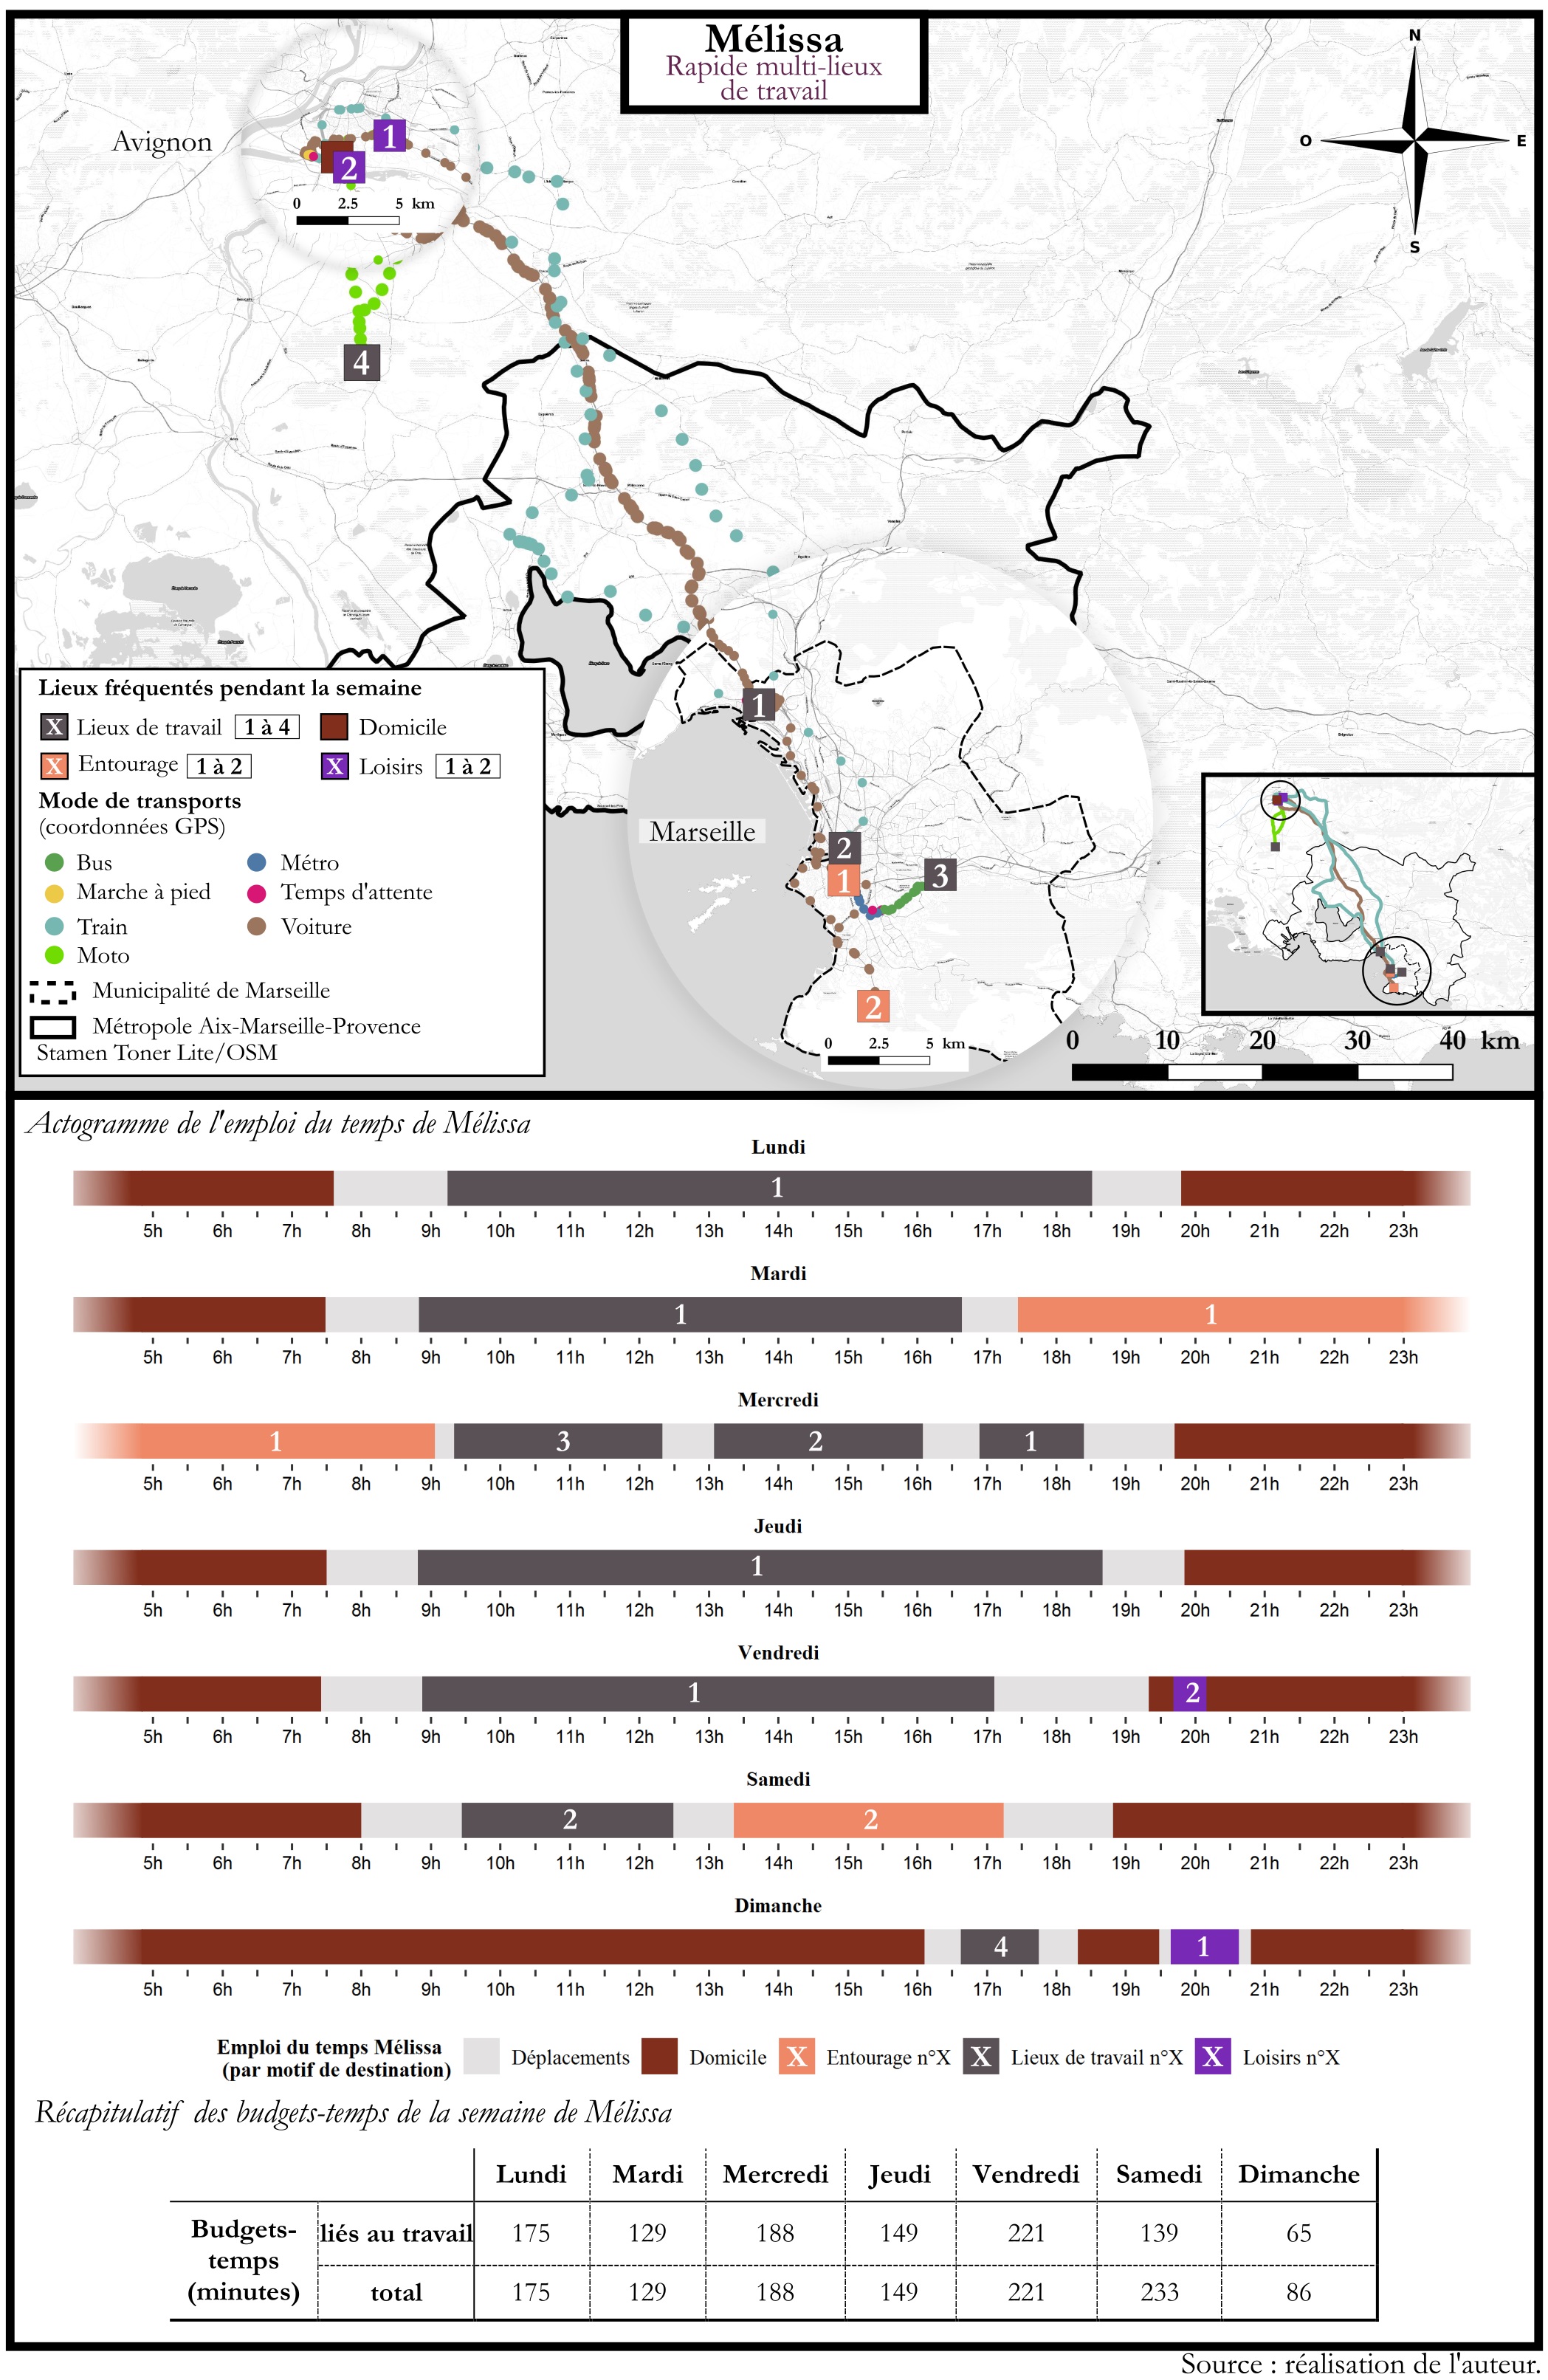 Mélissa
Rapide multi-lieux
de travail
N
O
E
S
Avignon
1
2
0 2.5 5 km
4
1
Marseille
2
1
3
2
0 2.5 5 km
0 10 20 30 40 km
Lieux fréquentés pendant la semaine
X Lieux de travail 1 à 4 Domicile
X Entourage 1 à 2 X Loisirs 1 à 2
Mode de transports
(coordonnées GPS)
Bus Métro
Marche à pied Temps d'attente
Train Voiture
Moto
Municipalité de Marseille
Métropole Aix-Marseille-Provence
Stamen Toner Lite/OSM
Actogramme de l'emploi du temps de Mélissa
Lundi
1
5h 6h 7h 8h 9h 10h 11h 12h 13h 14h 15h 16h 17h 18h 19h 20h 21h 22h 23h
Mardi
1 1
5h 6h 7h 8h 9h 10h 11h 12h 13h 14h 15h 16h 17h 18h 19h 20h 21h 22h 23h
Mercredi
1 3 2 1
5h 6h 7h 8h 9h 10h 11h 12h 13h 14h 15h 16h 17h 18h 19h 20h 21h 22h 23h
Jeudi
1
5h 6h 7h 8h 9h 10h 11h 12h 13h 14h 15h 16h 17h 18h 19h 20h 21h 22h 23h
Vendredi
1 2
5h 6h 7h 8h 9h 10h 11h 12h 13h 14h 15h 16h 17h 18h 19h 20h 21h 22h 23h
Samedi
2 2
5h 6h 7h 8h 9h 10h 11h 12h 13h 14h 15h 16h 17h 18h 19h 20h 21h 22h 23h
Dimanche
4 1
5h 6h 7h 8h 9h 10h 11h 12h 13h 14h 15h 16h 17h 18h 19h 20h 21h 22h 23h
Emploi du temps Mélissa
(par motif de destination)
Déplacements Domicile X Entourage n°X X Lieux de travail n°X X Loisirs n°X
Récapitulatif des budgets-temps de la semaine de Mélissa
Lundi Mardi Mercredi Jeudi Vendredi Samedi Dimanche
Budgets-
temps
(minutes)
liés au travail 175 129 188 149 221 139 65
total 175 129 188 149 221 233 86
Source : réalisation de l'auteur.